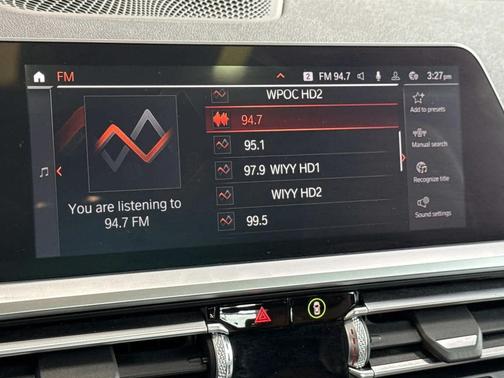 FM
2 FM 94.7
3:27 pm
WPOC HD2
94.7
95.1
97.9 WIYY HD1
WIYY HD2
99.5
You are listening to
94.7 FM
Add to presets
Manual search
Recognize title
Sound settings